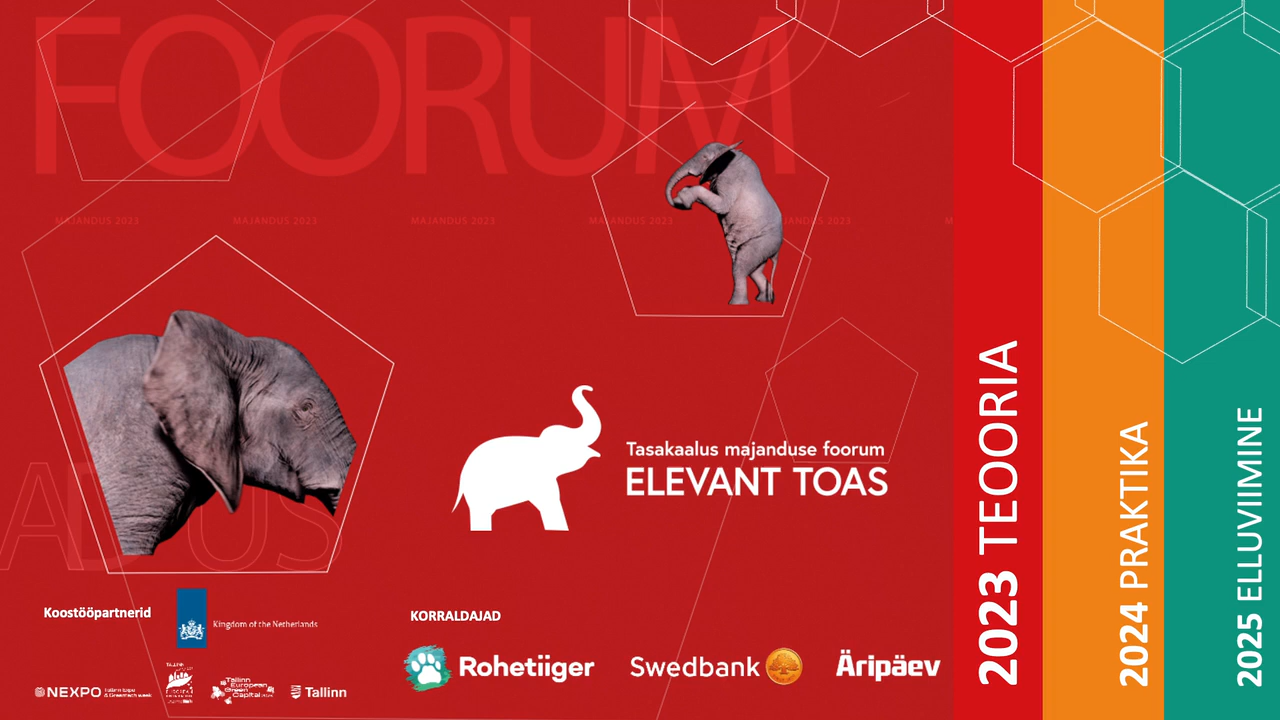 FOORUM
MAJANDUS 2023 MAJANDUS 2023 MAJANDUS 2023 MAJANDUS 2023 MAJANDUS 2023 M
Tasakaalus majanduse foorum
ELEVANT TOAS
ADUS
Koostööpartnerid
Kingdom of the Netherlands
NEXPO
Tallinn
European
Green
Capital
Tallinn
KORRALDAJAD
Rohetiiger
Swedbank
Äripäev
2023 TEOORIA
2024 PRAKTIKA
2025 ELLUVIIMINE